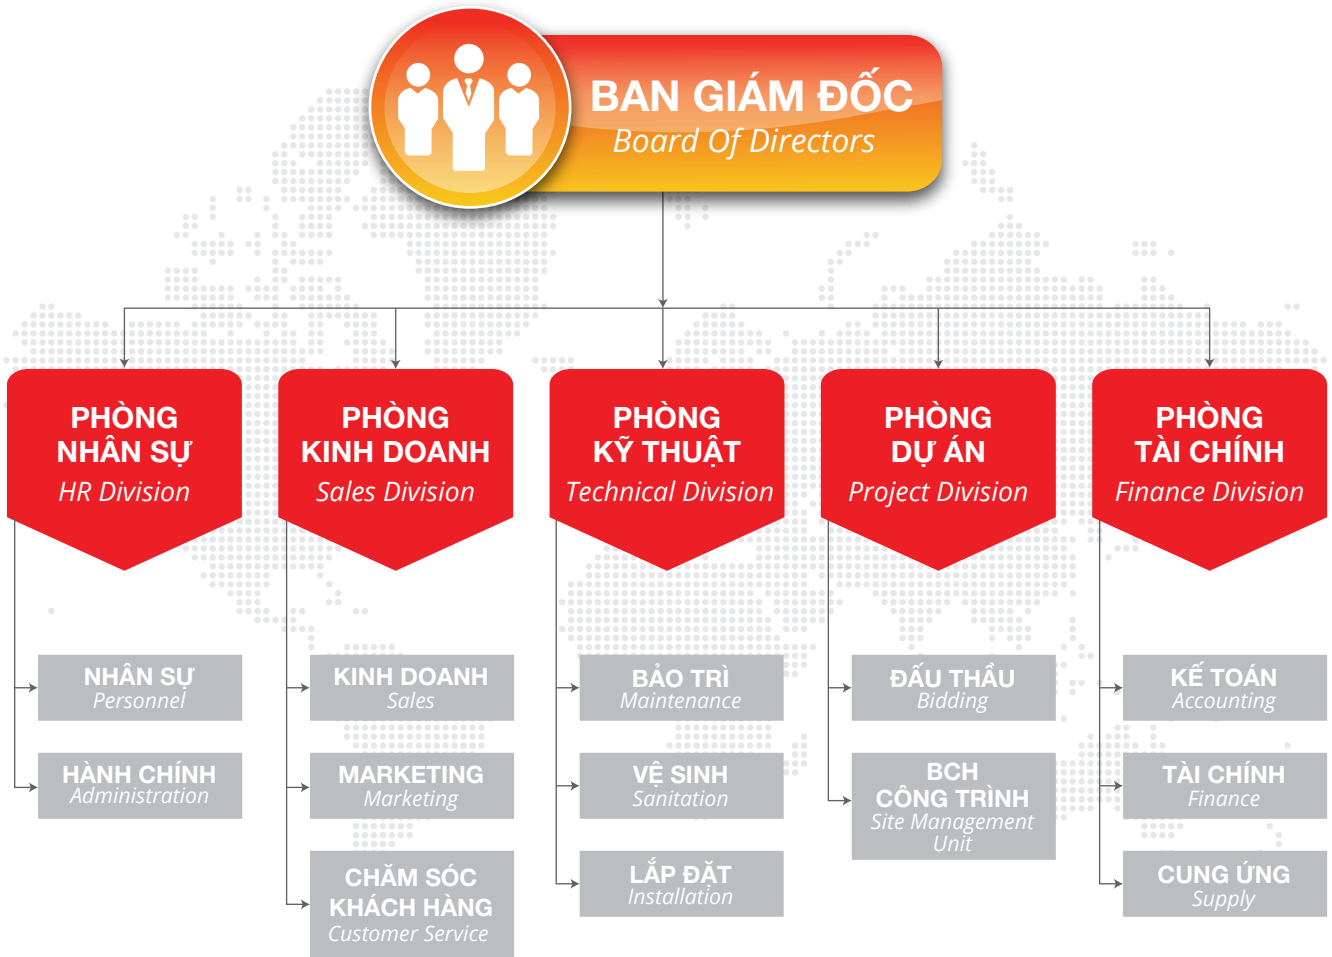 BAN GIÁM ĐỐC
Board Of Directors
PHÒNG
NHÂN SỰ
HR Division
PHÒNG
KINH DOANH
Sales Division
PHÒNG
KỸ THUẬT
Technical Division
PHÒNG
DỰ ÁN
Project Division
PHÒNG
TÀI CHÍNH
Finance Division
NHÂN SỰ
Personnel
HÀNH CHÍNH
Administration
KINH DOANH
Sales
MARKETING
Marketing
CHĂM SÓC
KHÁCH HÀNG
Customer Service
BẢO TRÌ
Maintenance
VỆ SINH
Sanitation
LẮP ĐẶT
Installation
ĐẤU THẦU
Bidding
BCH
CÔNG TRÌNH
Site Management
Unit
KẾ TOÁN
Accounting
TÀI CHÍNH
Finance
CUNG ỨNG
Supply